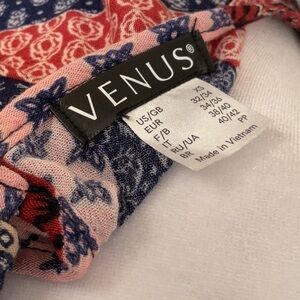 VENUS®
US/GB XS
EUR 32/34
F/B 34/36
IT 38/40
RU/UA 40/42
BR PP
Made in Vietnam